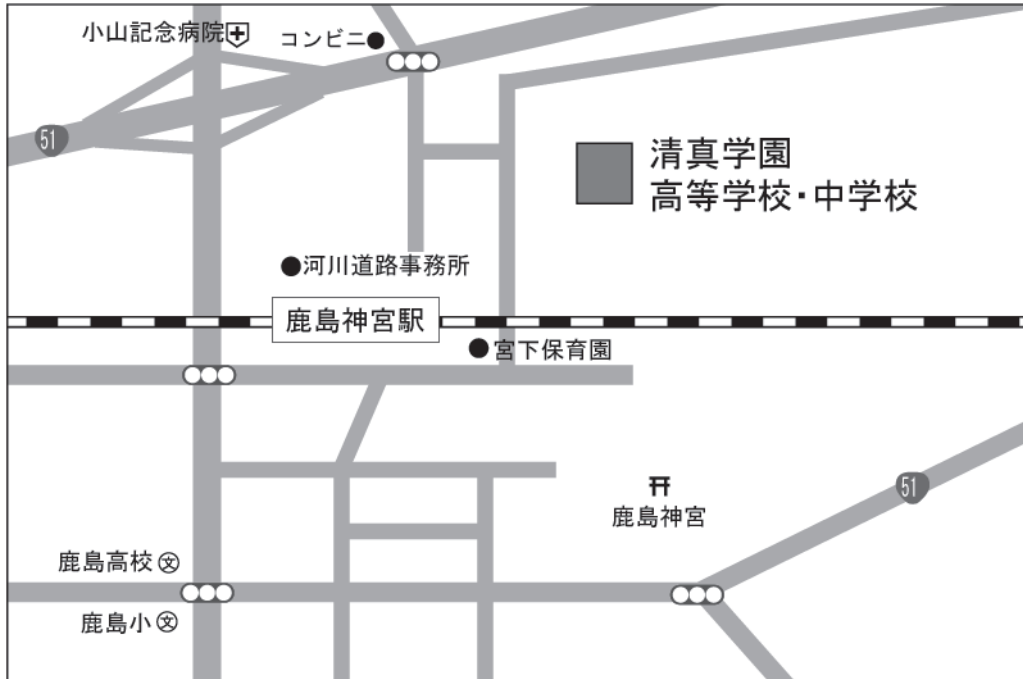 小山記念病院
コンビニ
51
清真学園
高等学校・中学校
河川道路事務所
鹿島神宮駅
宮下保育園
51
鹿島神宮
鹿島高校 文
鹿島小 文